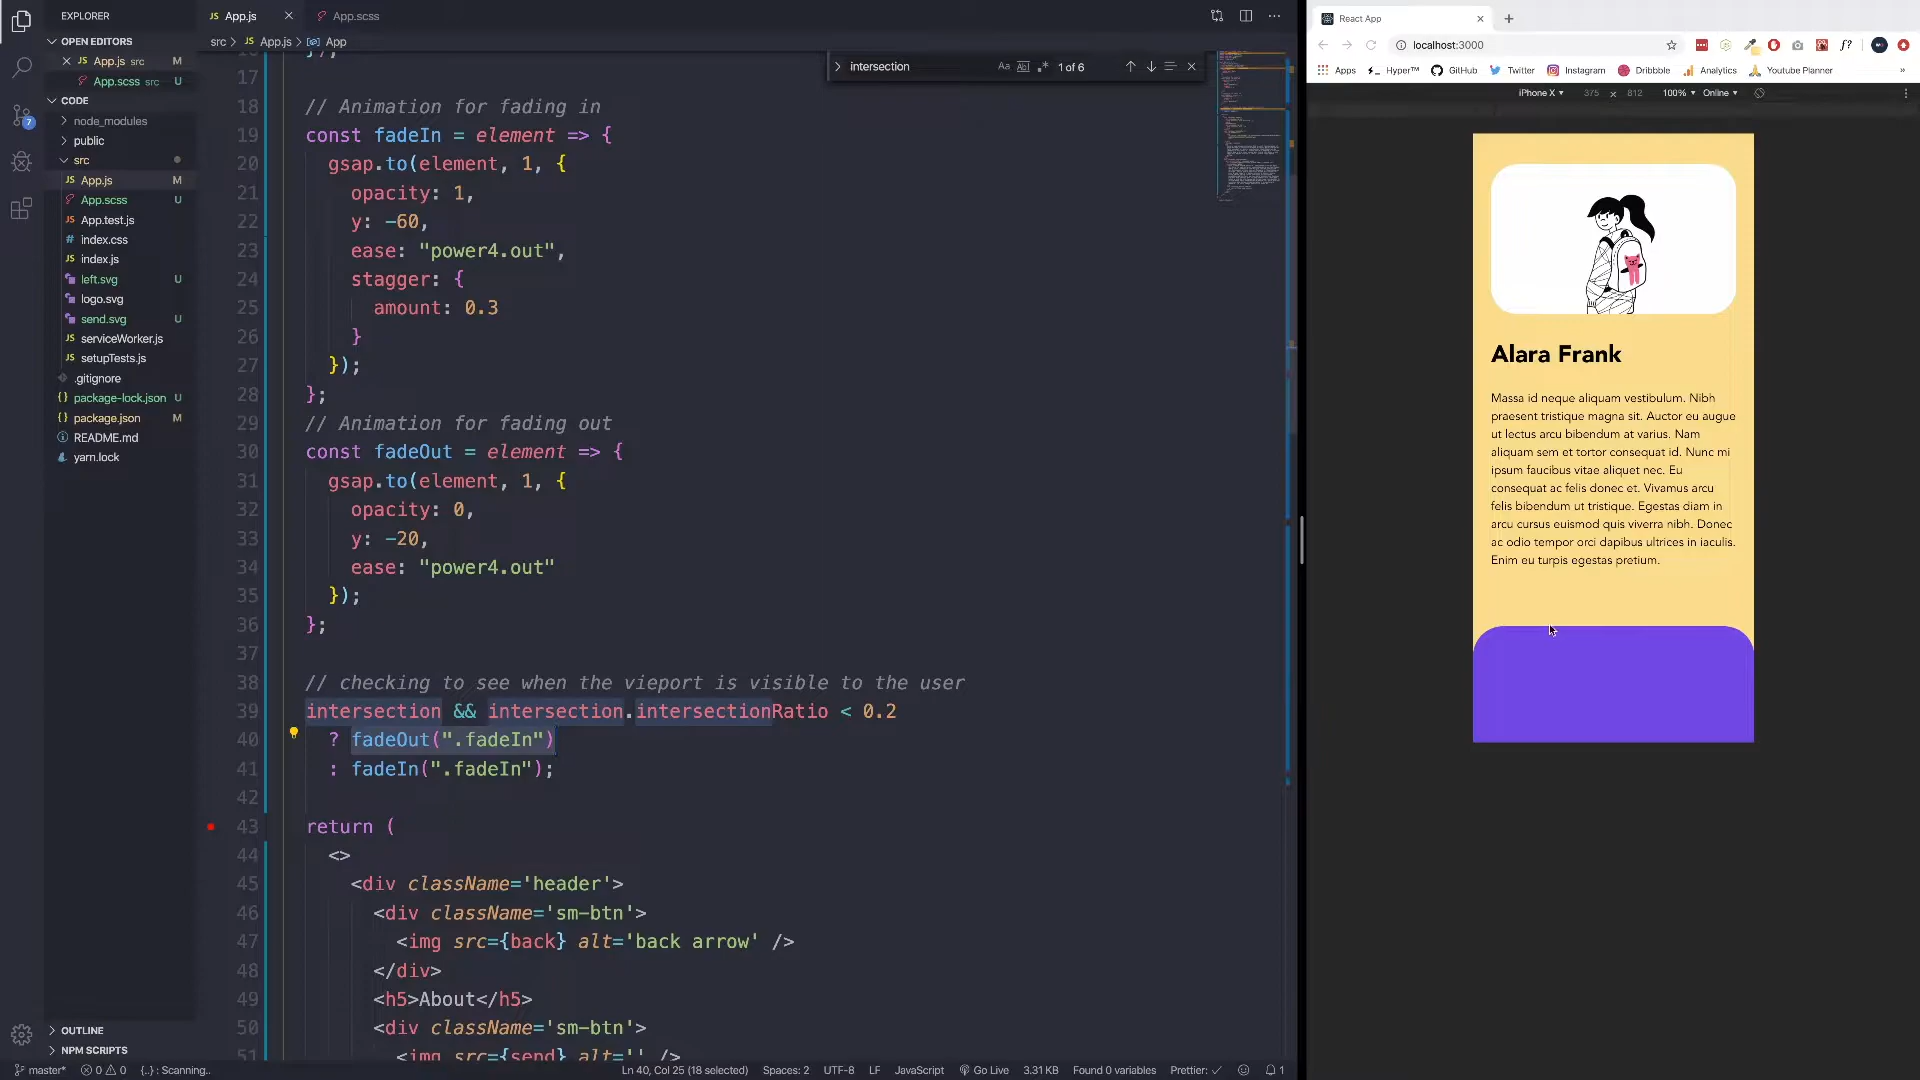 EXPLORER
OPEN EDITORS
App.js src M
App.scss src U
CODE
node_modules
public
src
App.js M
App.scss U
App.test.js
index.css
index.js
left.svg U
logo.svg
send.svg U
serviceWorker.js
setupTests.js
.gitignore
package-lock.json U
package.json M
README.md
yarn.lock
OUTLINE
NPM SCRIPTS
7
App.js
App.scss
src > App.js > App
intersection
Aa
1 of 6
17
18 // Animation for fading in
19 const fadeIn = element => {
20 gsap.to(element, 1, {
21 opacity: 1,
22 y: -60,
23 ease: "power4.out",
24 stagger: {
25 amount: 0.3
26 }
27 });
28 };
29 // Animation for fading out
30 const fadeOut = element => {
31 gsap.to(element, 1, {
32 opacity: 0,
33 y: -20,
34 ease: "power4.out"
35 });
36 };
37
38 // checking to see when the vieport is visible to the user
39 intersection && intersection.intersectionRatio < 0.2
40 ? fadeOut(".fadeIn")
41 : fadeIn(".fadeIn");
42
43 return (
44 <>
45 <div className='header'>
46 <div className='sm-btn'>
47 <img src={back} alt='back arrow' />
48 </div>
49 <h5>About</h5>
50 <div className='sm-btn'>
51 <img src={send} alt='' />
master* 0 0 {..} : Scanning.. Ln 40, Col 25 (18 selected) Spaces: 2 UTF-8 LF JavaScript Go Live 3.31 KB Found 0 variables Prettier: ✓ 1
React App
localhost:3000
f?
Apps Hyper™ GitHub Twitter Instagram Dribbble Analytics Youtube Planner »
iPhone X ▼ 375 × 812 100% ▼ Online ▼
Alara Frank
Massa id neque aliquam vestibulum. Nibh
praesent tristique magna sit. Auctor eu augue
ut lectus arcu bibendum at varius. Nam
aliquam sem et tortor consequat id. Nunc mi
ipsum faucibus vitae aliquet nec. Eu
consequat ac felis donec et. Vivamus arcu
felis bibendum ut tristique. Egestas diam in
arcu cursus euismod quis viverra nibh. Donec
ac odio tempor orci dapibus ultrices in iaculis.
Enim eu turpis egestas pretium.